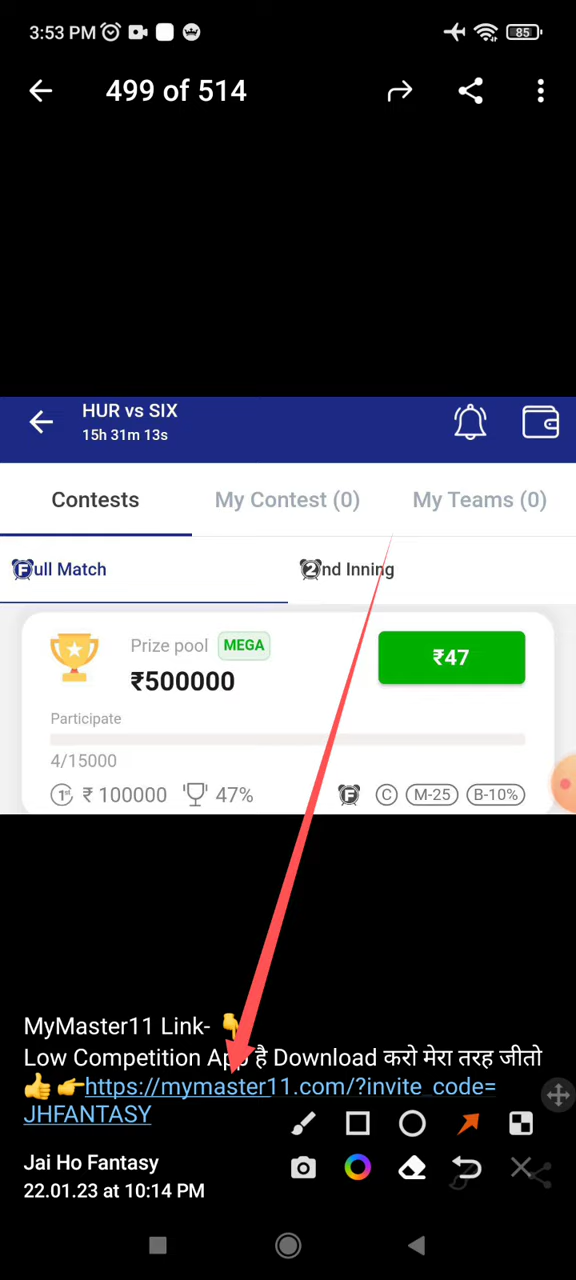 3:53 PM
85
499 of 514
HUR vs SIX
15h 31m 13s
Contests My Contest (0) My Teams (0)
Full Match 2nd Inning
Prize pool MEGA
₹500000
₹47
Participate
4/15000
1st ₹ 100000 47% F C M-25 B-10%
MyMaster11 Link- 👇
Low Competition App है Download करो मेरा तरह जीतो
👍 👉https://mymaster11.com/?invite_code=
JHFANTASY
Jai Ho Fantasy
22.01.23 at 10:14 PM